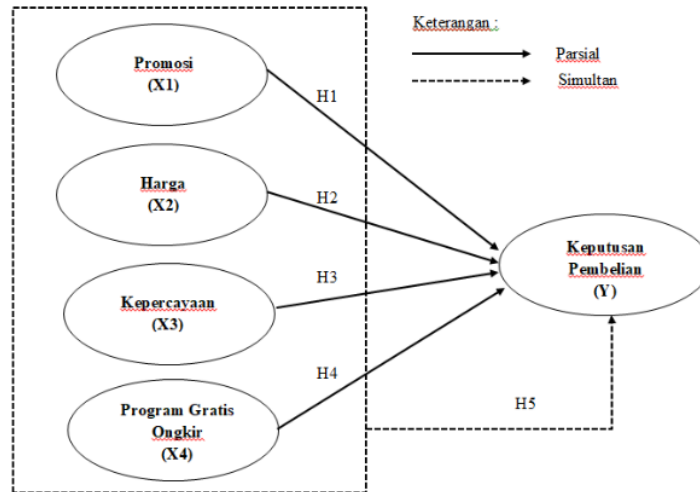 Keterangan :
Parsial
Simultan
Promosi
(X1)
H1
Harga
(X2)
H2
Kepercayaan
(X3)
H3
Program Gratis
Ongkir
(X4)
H4
Keputusan
Pembelian
(Y)
H5